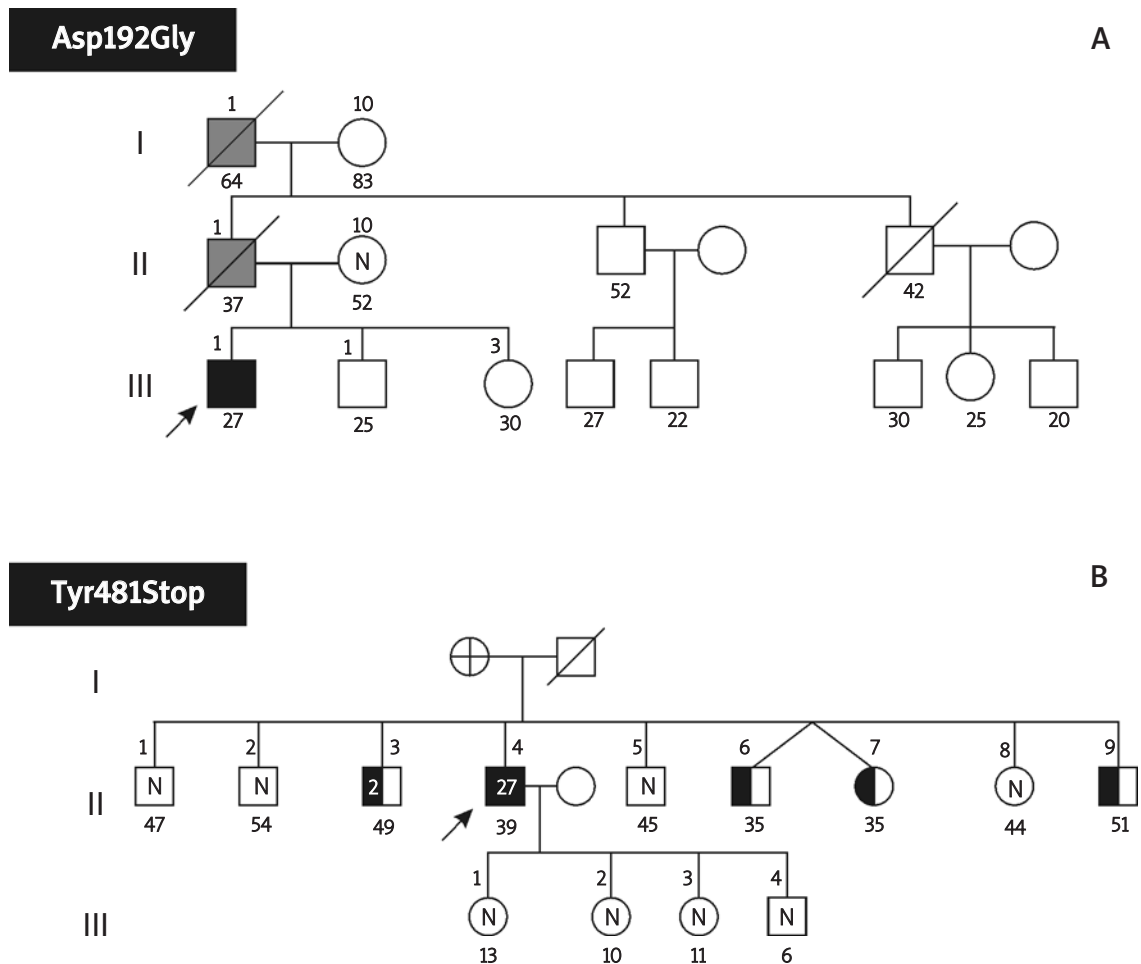 Asp192Gly
A
1 10
I
64 83
1 10
II N
37 52 52 42
1 1 3
III
27 25 30 27 22 30 25 20
Tyr481Stop
B
I
1 2 3 4 5 6 7 8 9
II N N 2 27 N N
47 54 49 39 45 35 35 44 51
1 2 3 4
III N N N N
13 10 11 6